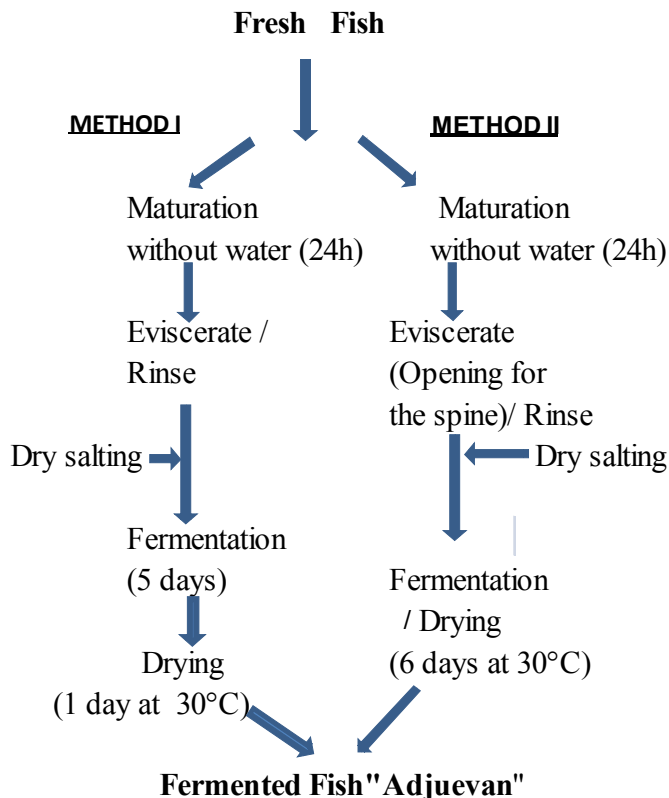 Fresh Fish
METHOD I
METHOD II
Maturation
without water (24h)
Maturation
without water (24h)
Eviscerate /
Rinse
Eviscerate
(Opening for
the spine)/ Rinse
Dry salting
Dry salting
Fermentation
(5 days)
Fermentation
/ Drying
(6 days at 30°C)
Drying
(1 day at 30°C)
Fermented Fish"Adjuevan"